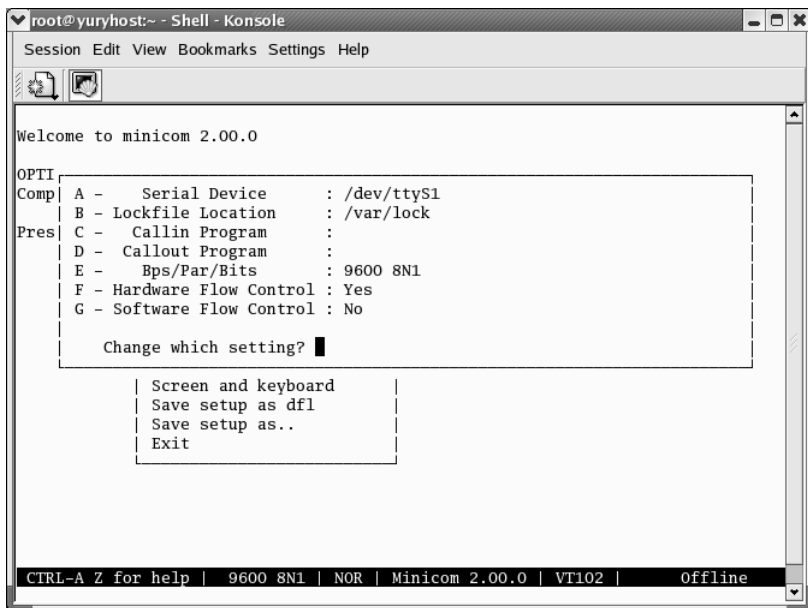 root@yuryhost:~ - Shell - Konsole
Session Edit View Bookmarks Settings Help
Welcome to minicom 2.00.0
OPTI
Comp A - Serial Device : /dev/ttyS1
B - Lockfile Location : /var/lock
Pres C - Callin Program :
D - Callout Program :
E - Bps/Par/Bits : 9600 8N1
F - Hardware Flow Control : Yes
G - Software Flow Control : No
Change which setting?
Screen and keyboard
Save setup as dfl
Save setup as..
Exit
CTRL-A Z for help | 9600 8N1 | NOR | Minicom 2.00.0 | VT102 | Offline